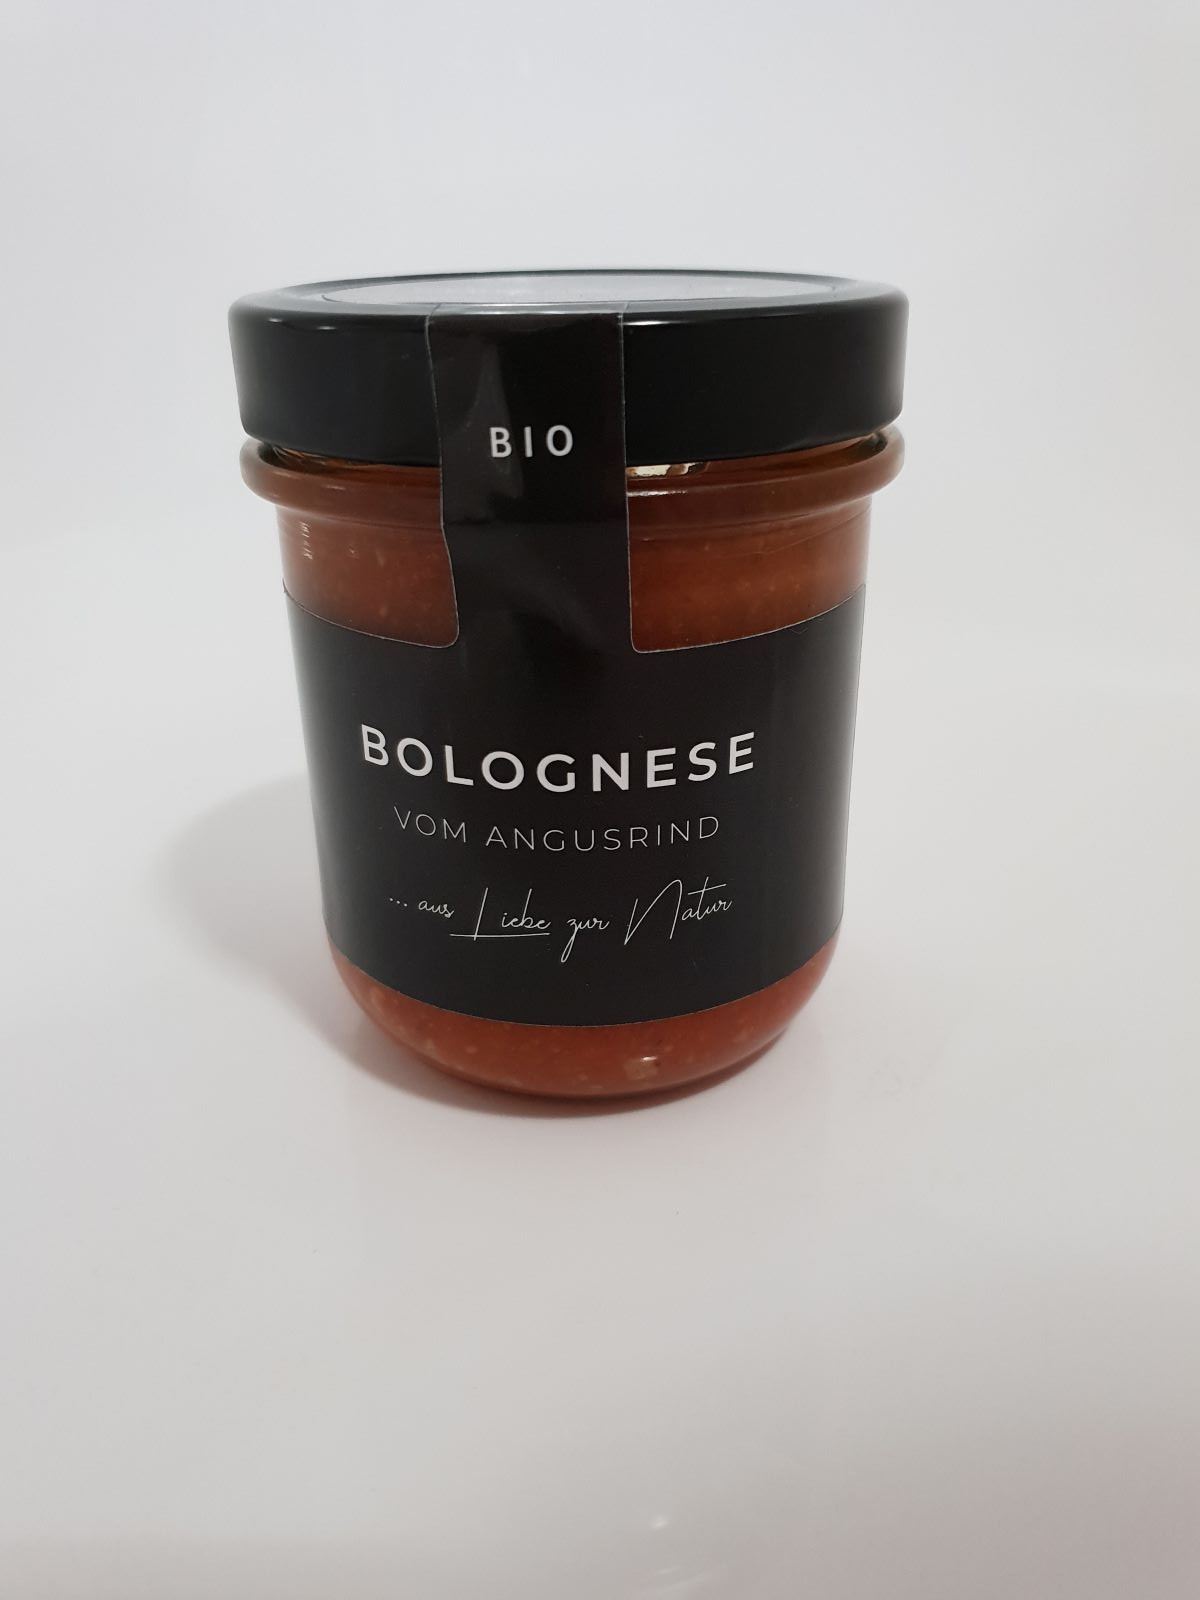 BIO
BOLOGNESE
VOM ANGUSRIND
... aus Liebe zur Natur